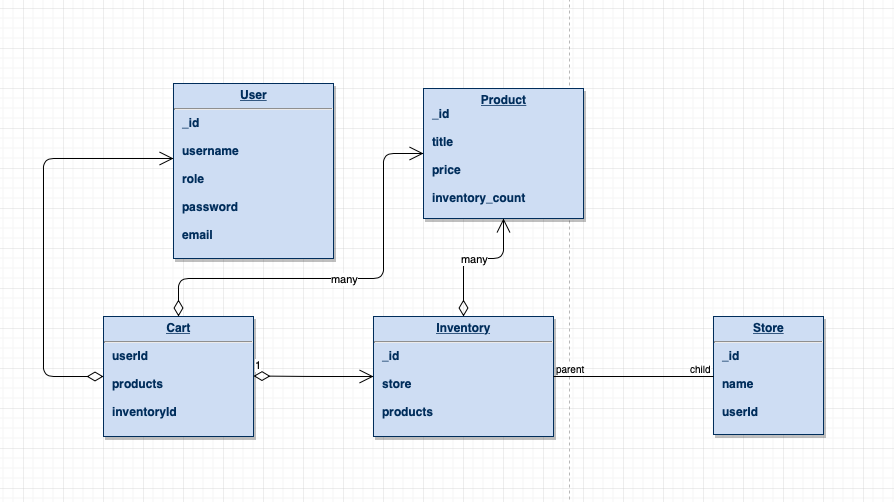 User
_id
username
role
password
email
Product
_id
title
price
inventory_count
many
many
Cart
userId
products
inventoryId
1
Inventory
_id
store
products
parent
child
Store
_id
name
userId